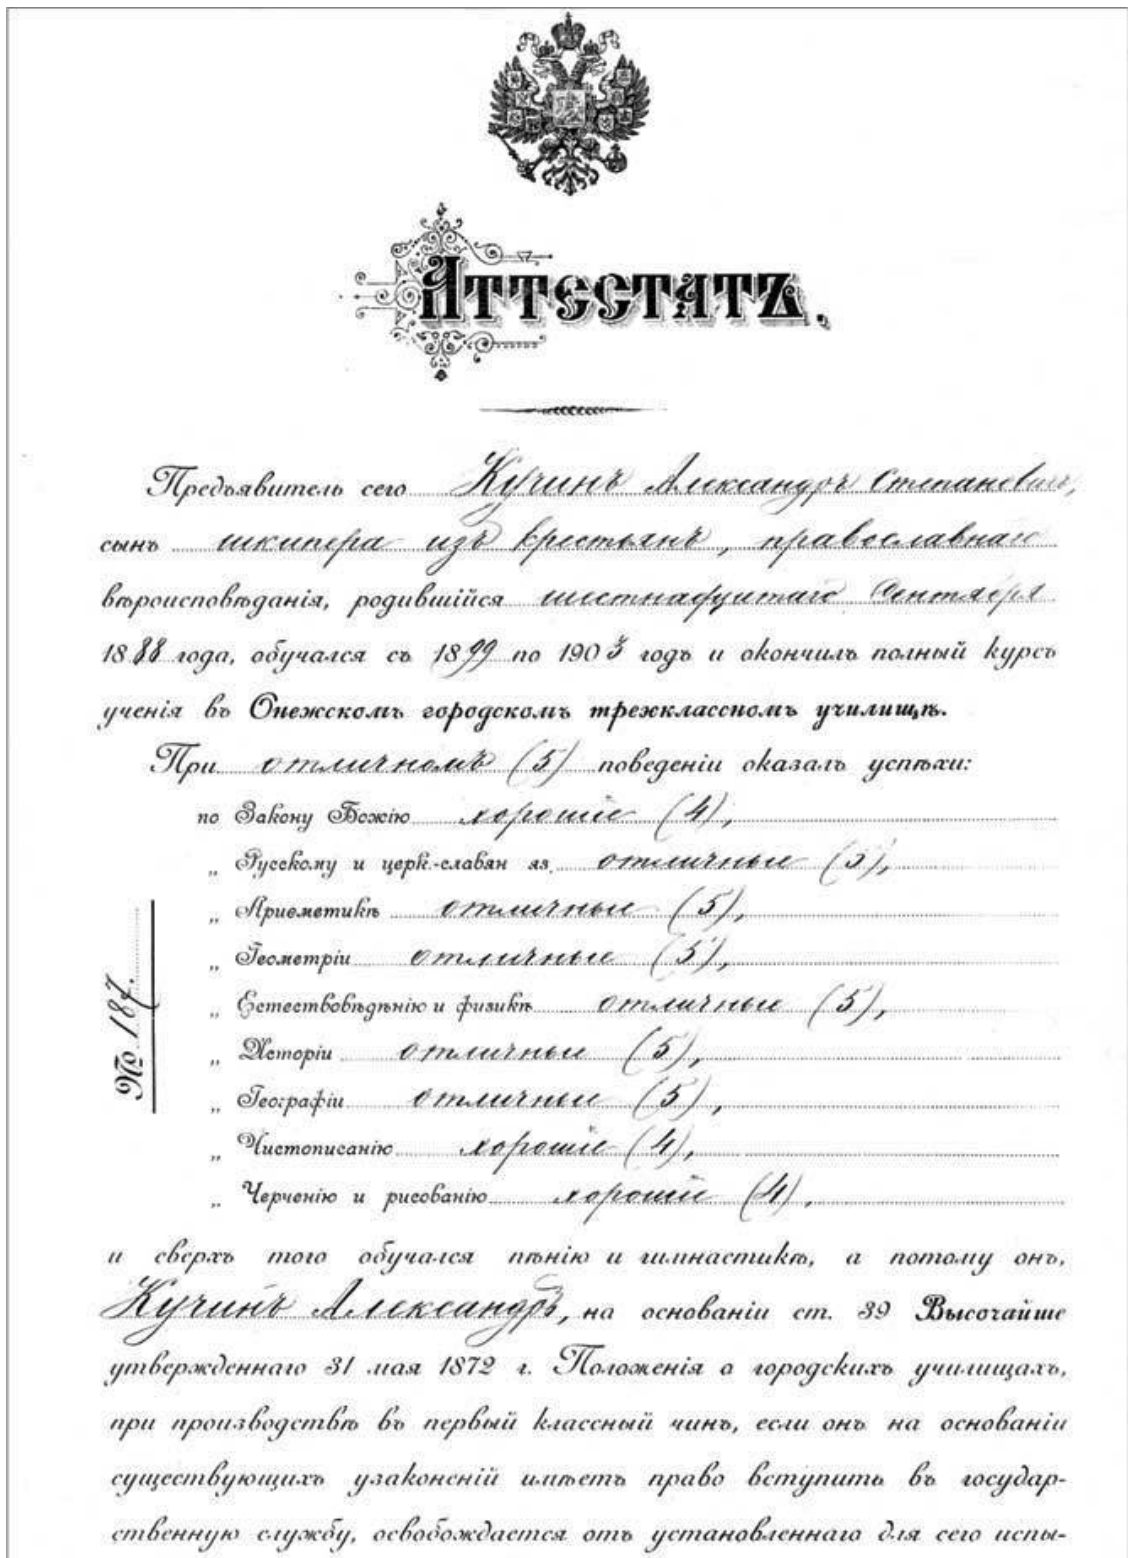 Аттестатъ.
Предъявитель сего Кучинъ Александръ Степановичъ,
сынъ шкипера изъ крестьянъ, православнаго
вѣроисповѣданія, родившійся шестнадцатаго Сентября
1888 года, обучался съ 1899 по 1903 годъ и окончилъ полный курсъ
ученія въ Онежскомъ городскомъ трехклассномъ училищѣ.
При отличномъ (5) поведеніи оказалъ успѣхи:
по Закону Божію хорошіе (4),
„ Русскому и церк.-славян яз. отличные (5),
„ Ариѳметикѣ отличные (5),
„ Геометріи отличные (5),
„ Естествовѣдѣнію и физикѣ отличные (5),
„ Исторіи отличные (5),
„ Географіи отличные (5),
„ Чистописанію хорошіе (4),
„ Черченію и рисованію хорошіе (4),
№ 187.
и сверхъ того обучался пѣнію и гимнастикѣ, а потому онъ,
Кучинъ Александръ, на основаніи ст. 39 Высочайше
утвержденнаго 31 мая 1872 г. Положенія о городскихъ училищахъ,
при производствѣ въ первый классный чинъ, если онъ на основаніи
существующихъ узаконеній имѣетъ право вступить въ государ-
ственную службу, освобождается отъ установленнаго для сего испы-